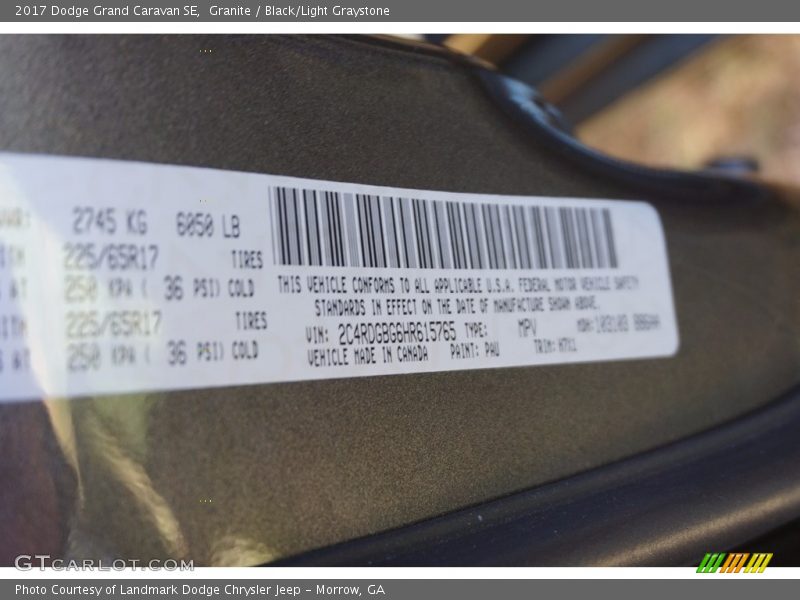 2017 Dodge Grand Caravan SE,  Granite / Black/Light Graystone
2745 KG 6050 LB
225/65R17 TIRES
250 KPA ( 36 PSI) COLD
225/65R17 TIRES
250 KPA ( 36 PSI) COLD
THIS VEHICLE CONFORMS TO ALL APPLICABLE U.S.A. FEDERAL MOTOR VEHICLE SAFETY
STANDARDS IN EFFECT ON THE DATE OF MANUFACTURE SHOWN ABOVE.
VIN: 2C4RDGBG6HR615765 TYPE: MPV
VEHICLE MADE IN CANADA PAINT: PAU TRIM:
GTCARLOT.COM
Photo Courtesy of Landmark Dodge Chrysler Jeep – Morrow, GA